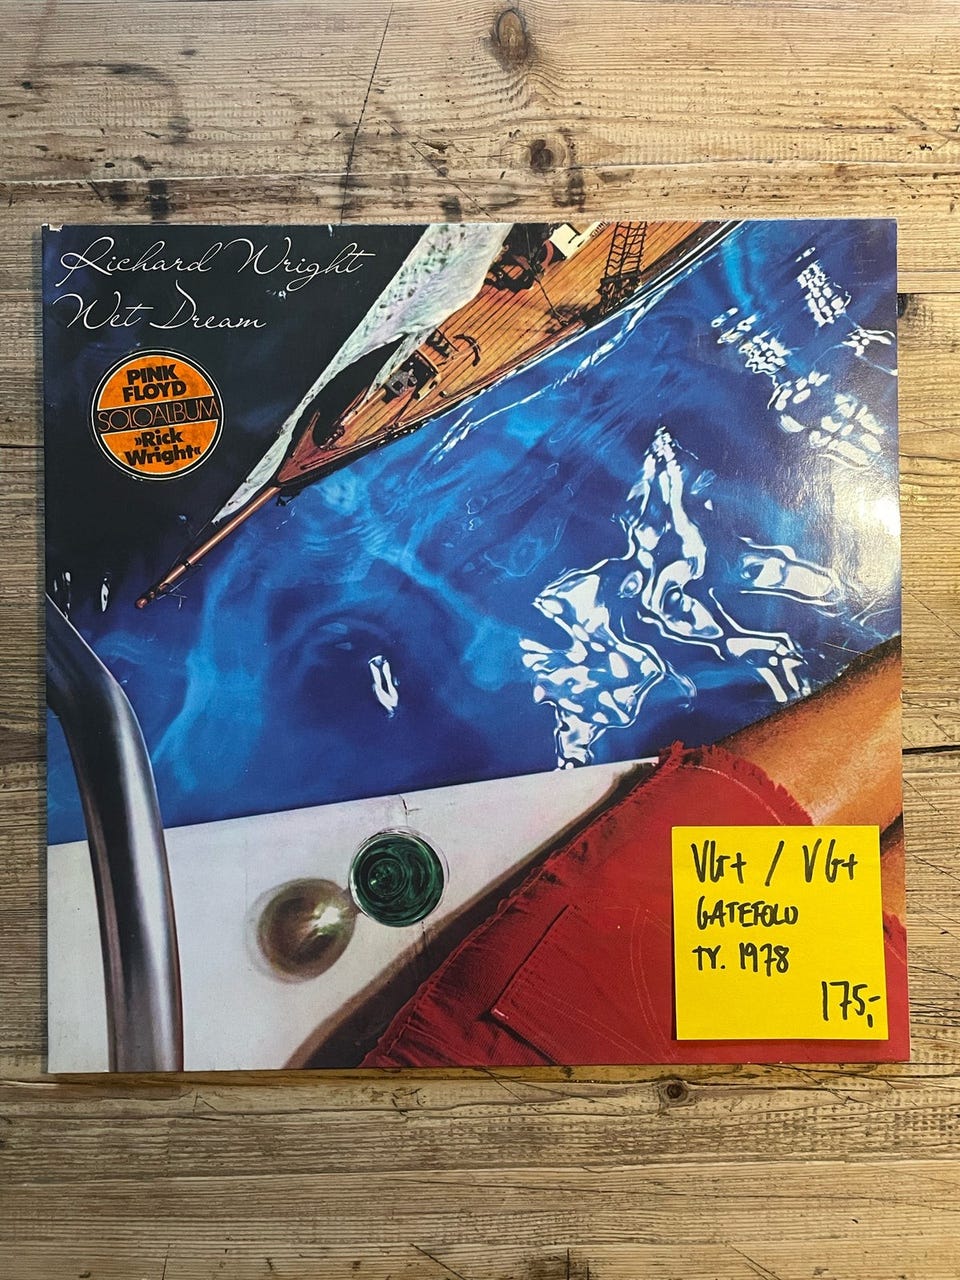 Richard Wright
Wet Dream
PINK
FLOYD
SOLOALBUM
»Rick
Wright«
VG+ / VG+
GATEFOLD
TY. 1978
175,-